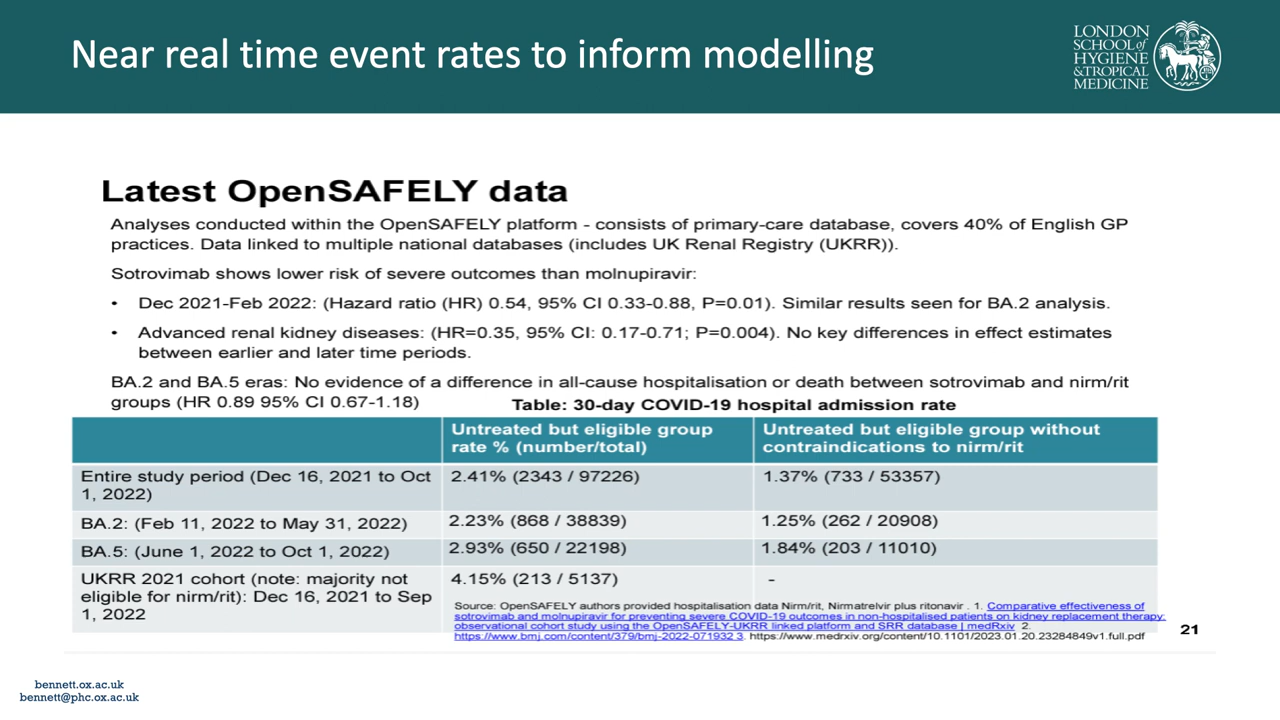 Near real time event rates to inform modelling
LONDON
SCHOOL of
HYGIENE
& TROPICAL
MEDICINE
Latest OpenSAFELY data
Analyses conducted within the OpenSAFELY platform - consists of primary-care database, covers 40% of English GP
practices. Data linked to multiple national databases (includes UK Renal Registry (UKRR)).
Sotrovimab shows lower risk of severe outcomes than molnupiravir:
• Dec 2021-Feb 2022: (Hazard ratio (HR) 0.54, 95% CI 0.33-0.88, P=0.01). Similar results seen for BA.2 analysis.
• Advanced renal kidney diseases: (HR=0.35, 95% CI: 0.17-0.71; P=0.004). No key differences in effect estimates
between earlier and later time periods.
BA.2 and BA.5 eras: No evidence of a difference in all-cause hospitalisation or death between sotrovimab and nirm/rit
groups (HR 0.89 95% CI 0.67-1.18)
Table: 30-day COVID-19 hospital admission rate
Untreated but eligible group
rate % (number/total)
Untreated but eligible group without
contraindications to nirm/rit
Entire study period (Dec 16, 2021 to Oct
1, 2022)
2.41% (2343 / 97226)
1.37% (733 / 53357)
BA.2: (Feb 11, 2022 to May 31, 2022)
2.23% (868 / 38839)
1.25% (262 / 20908)
BA.5: (June 1, 2022 to Oct 1, 2022)
2.93% (650 / 22198)
1.84% (203 / 11010)
UKRR 2021 cohort (note: majority not
eligible for nirm/rit): Dec 16, 2021 to Sep
1, 2022
4.15% (213 / 5137)
-
Source: OpenSAFELY authors provided hospitalisation data Nirm/rit, Nirmatrelvir plus ritonavir . 1. Comparative effectiveness of
sotrovimab and molnupiravir for preventing severe COVID-19 outcomes in non-hospitalised patients on kidney replacement therapy:
observational cohort study using the OpenSAFELY-UKRR linked platform and SRR database | medRxiv 2.
https://www.bmj.com/content/379/bmj-2022-071932 3. https://www.medrxiv.org/content/10.1101/2023.01.20.23284849v1.full.pdf
21
bennett.ox.ac.uk
bennett@phc.ox.ac.uk